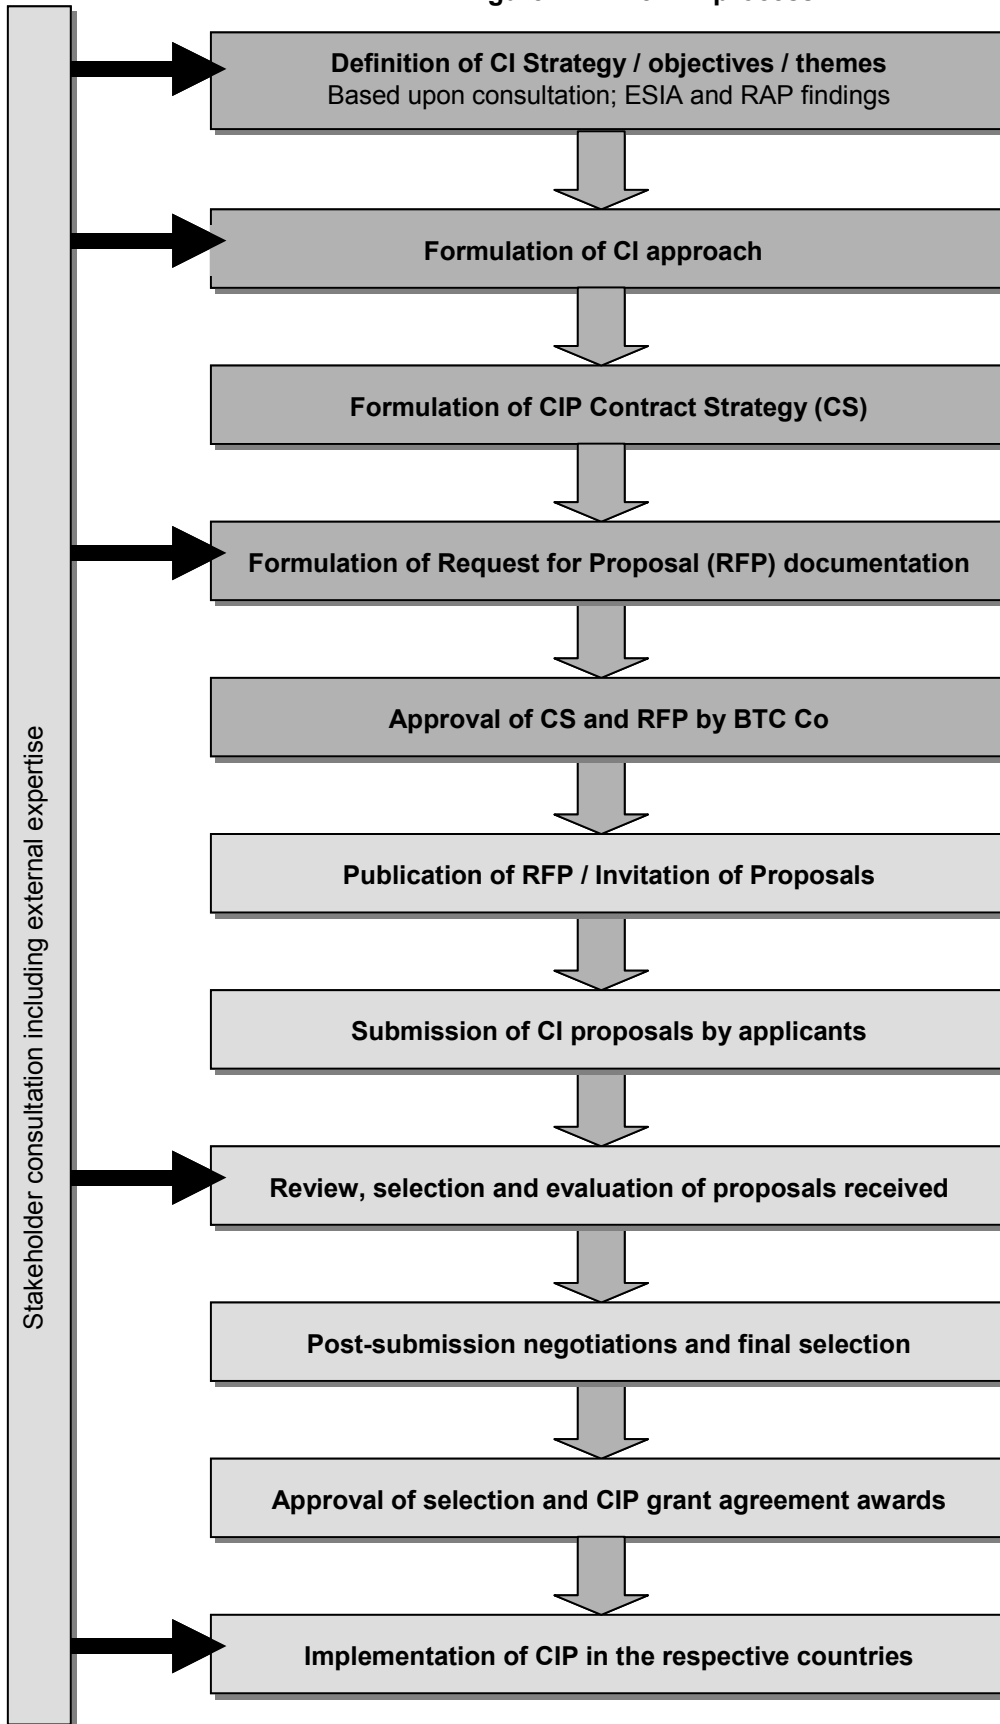 process
Definition of CI Strategy / objectives / themes
Based upon consultation; ESIA and RAP findings
Formulation of CI approach
Formulation of CIP Contract Strategy (CS)
Formulation of Request for Proposal (RFP) documentation
Approval of CS and RFP by BTC Co
Publication of RFP / Invitation of Proposals
Submission of CI proposals by applicants
Review, selection and evaluation of proposals received
Post-submission negotiations and final selection
Approval of selection and CIP grant agreement awards
Implementation of CIP in the respective countries
Stakeholder consultation including external expertise